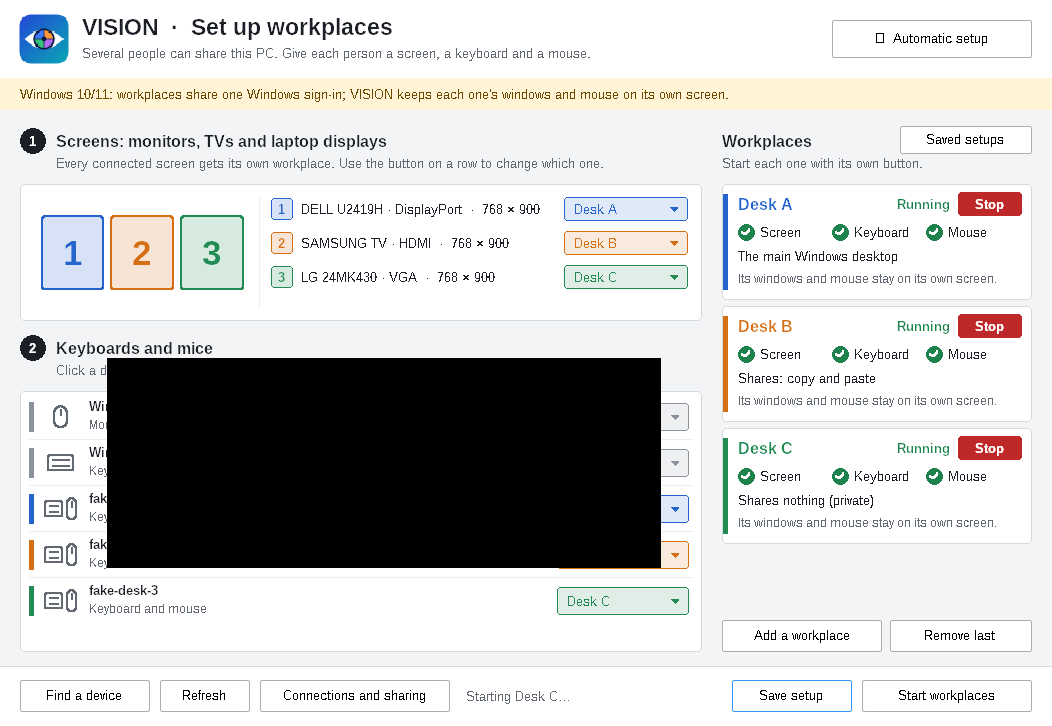 VISION · Set up workplaces
Several people can share this PC. Give each person a screen, a keyboard and a mouse.
Automatic setup
Windows 10/11: workplaces share one Windows sign-in; VISION keeps each one's windows and mouse on its own screen.
1 Screens: monitors, TVs and laptop displays
Every connected screen gets its own workplace. Use the button on a row to change which one.
1
2
3
1 DELL U2419H · DisplayPort · 768 × 900 Desk A
2 SAMSUNG TV · HDMI · 768 × 900 Desk B
3 LG 24MK430 · VGA · 768 × 900 Desk C
2 Keyboards and mice
Click a
fake-desk-3
Keyboard and mouse
Desk C
Workplaces
Saved setups
Start each one with its own button.
Desk A Running Stop
Screen Keyboard Mouse
The main Windows desktop
Its windows and mouse stay on its own screen.
Desk B Running Stop
Screen Keyboard Mouse
Shares: copy and paste
Its windows and mouse stay on its own screen.
Desk C Running Stop
Screen Keyboard Mouse
Shares nothing (private)
Its windows and mouse stay on its own screen.
Add a workplace
Remove last
Find a device
Refresh
Connections and sharing
Starting Desk C...
Save setup
Start workplaces